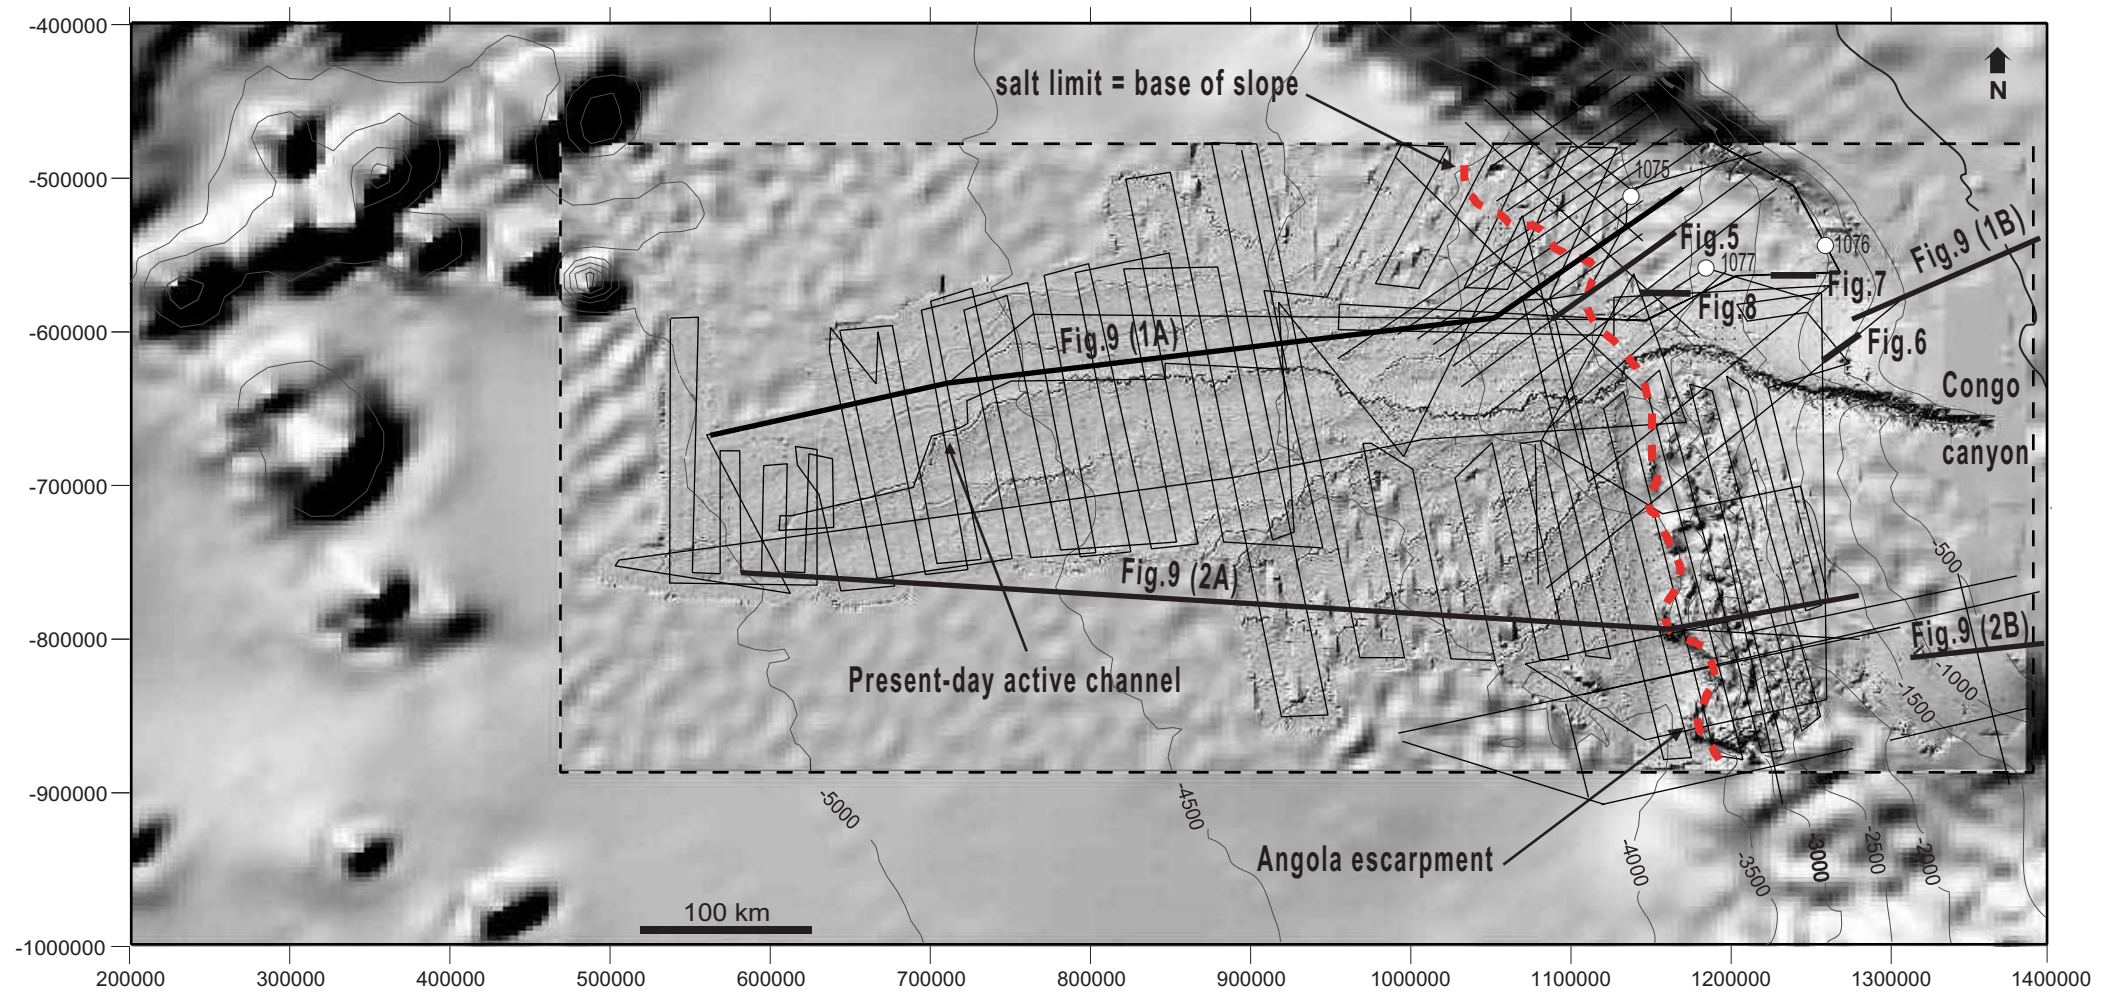 -400000
-500000
-600000
-700000
-800000
-900000
-1000000
200000
300000
400000
500000
600000
700000
800000
900000
1000000
1100000
1200000
1300000
1400000
N
salt limit = base of slope
1075
1076
1077
Fig.5
Fig.7
Fig.8
Fig.6
Fig.9 (1B)
Fig.9 (1A)
Congo
canyon
Fig.9 (2A)
Fig.9 (2B)
Present-day active channel
Angola escarpment
-500
-1000
-1500
-2000
-2500
-3000
-3500
-4000
-4500
-5000
100 km